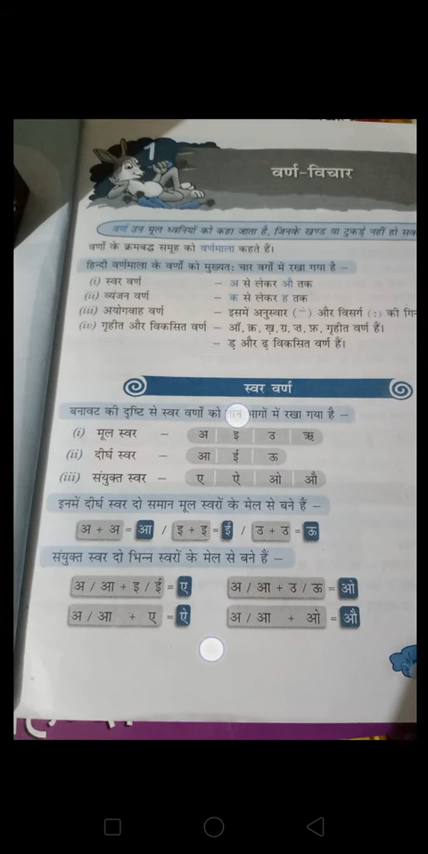 1
वर्ण-विचार
वर्ण उन मूल ध्वनियों को कहा जाता है, जिनके खण्ड या टुकड़े नहीं हो
वर्णों के क्रमबद्ध समूह को वर्णमाला कहते हैं।
हिन्दी वर्णमाला के वर्णों को मुख्यतः चार वर्गों में रखा गया है –
(i) स्वर वर्ण – अ से लेकर औ तक
(ii) व्यंजन वर्ण – क से लेकर ह तक
(iii) अयोगवाह वर्ण – इसमें अनुस्वार (–) और विसर्ग (:) की
(iv) गृहीत और विकसित वर्ण – ऑ, क़, ख़, ग़, ज़, फ़, गृहीत वर्ण हैं।
– ड़ और ढ़ विकसित वर्ण हैं।
स्वर वर्ण
बनावट की दृष्टि से स्वर वर्णों को भागों में रखा गया है –
(i) मूल स्वर – अ इ उ ऋ
(ii) दीर्घ स्वर – आ ई ऊ
(iii) संयुक्त स्वर – ए ऐ ओ औ
इनमें दीर्घ स्वर दो समान मूल स्वरों के मेल से बने हैं –
अ + अ = आ / इ + इ = ई / उ + उ = ऊ
संयुक्त स्वर दो भिन्न स्वरों के मेल से बने हैं –
अ / आ + इ / ई = ए अ / आ + उ / ऊ = ओ
अ / आ + ए = ऐ अ / आ + ओ = औ